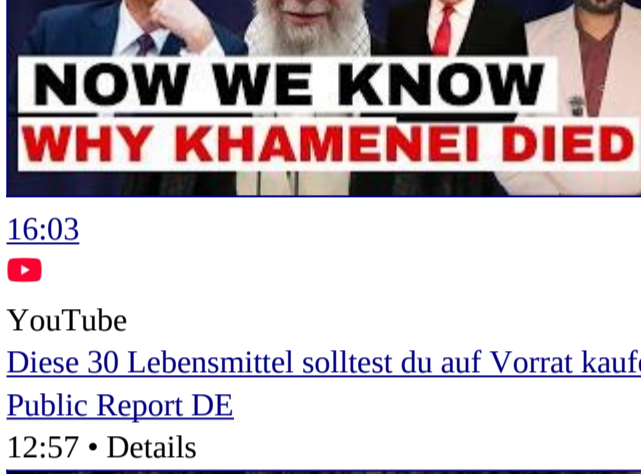 NOW WE KNOW
WHY KHAMENEI DIED
16:03
YouTube
Diese 30 Lebensmittel solltest du auf Vorrat
Public Report DE
12:57 • Details